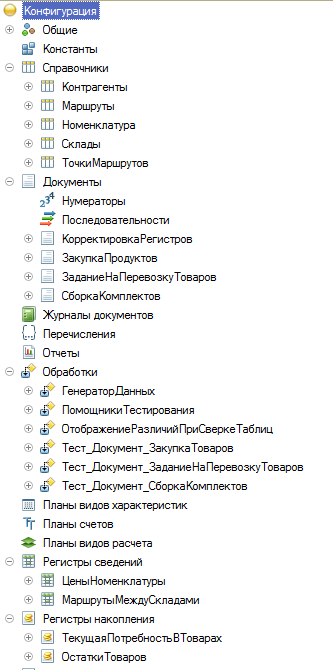 Конфигурация
Общие
Константы
Справочники
Контрагенты
Маршруты
Номенклатура
Склады
ТочкиМаршрутов
Документы
Нумераторы
Последовательности
КорректировкаРегистров
ЗакупкаПродуктов
ЗаданиеНаПеревозкуТоваров
СборкаКомплектов
Журналы документов
Перечисления
Отчеты
Обработки
ГенераторДанных
ПомощникиТестирования
ОтображениеРазличийПриСверкеТаблиц
Тест_Документ_ЗакупкаТоваров
Тест_Документ_ЗаданиеНаПеревозкуТоваров
Тест_Документ_СборкаКомплектов
Планы видов характеристик
Планы счетов
Планы видов расчета
Регистры сведений
ЦеныНоменклатуры
МаршрутыМеждуСкладами
Регистры накопления
ТекущаяПотребностьВТоварах
ОстаткиТоваров